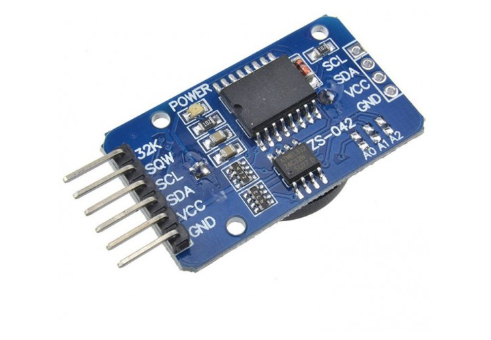 POWER
SCL
SDA
VCC
GND
ZS-042
A0 A1 A2
32K
SQW
SCL
SDA
VCC
GND